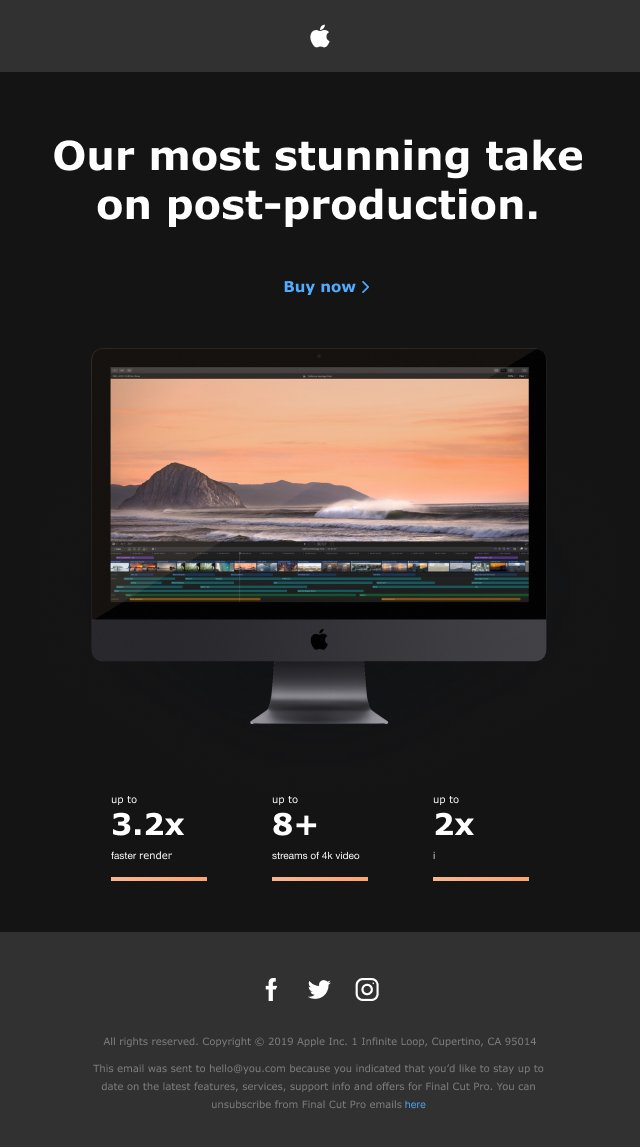 Our most stunning take
on post-production.
Buy now
up to
3.2x
faster render
up to
8+
streams of 4k video
up to
2x
i
All rights reserved. Copyright © 2019 Apple Inc. 1 Infinite Loop, Cupertino, CA 95014
This email was sent to hello@you.com because you indicated that you’d like to stay up to
date on the latest features, services, support info and offers for Final Cut Pro. You can
unsubscribe from Final Cut Pro emails here